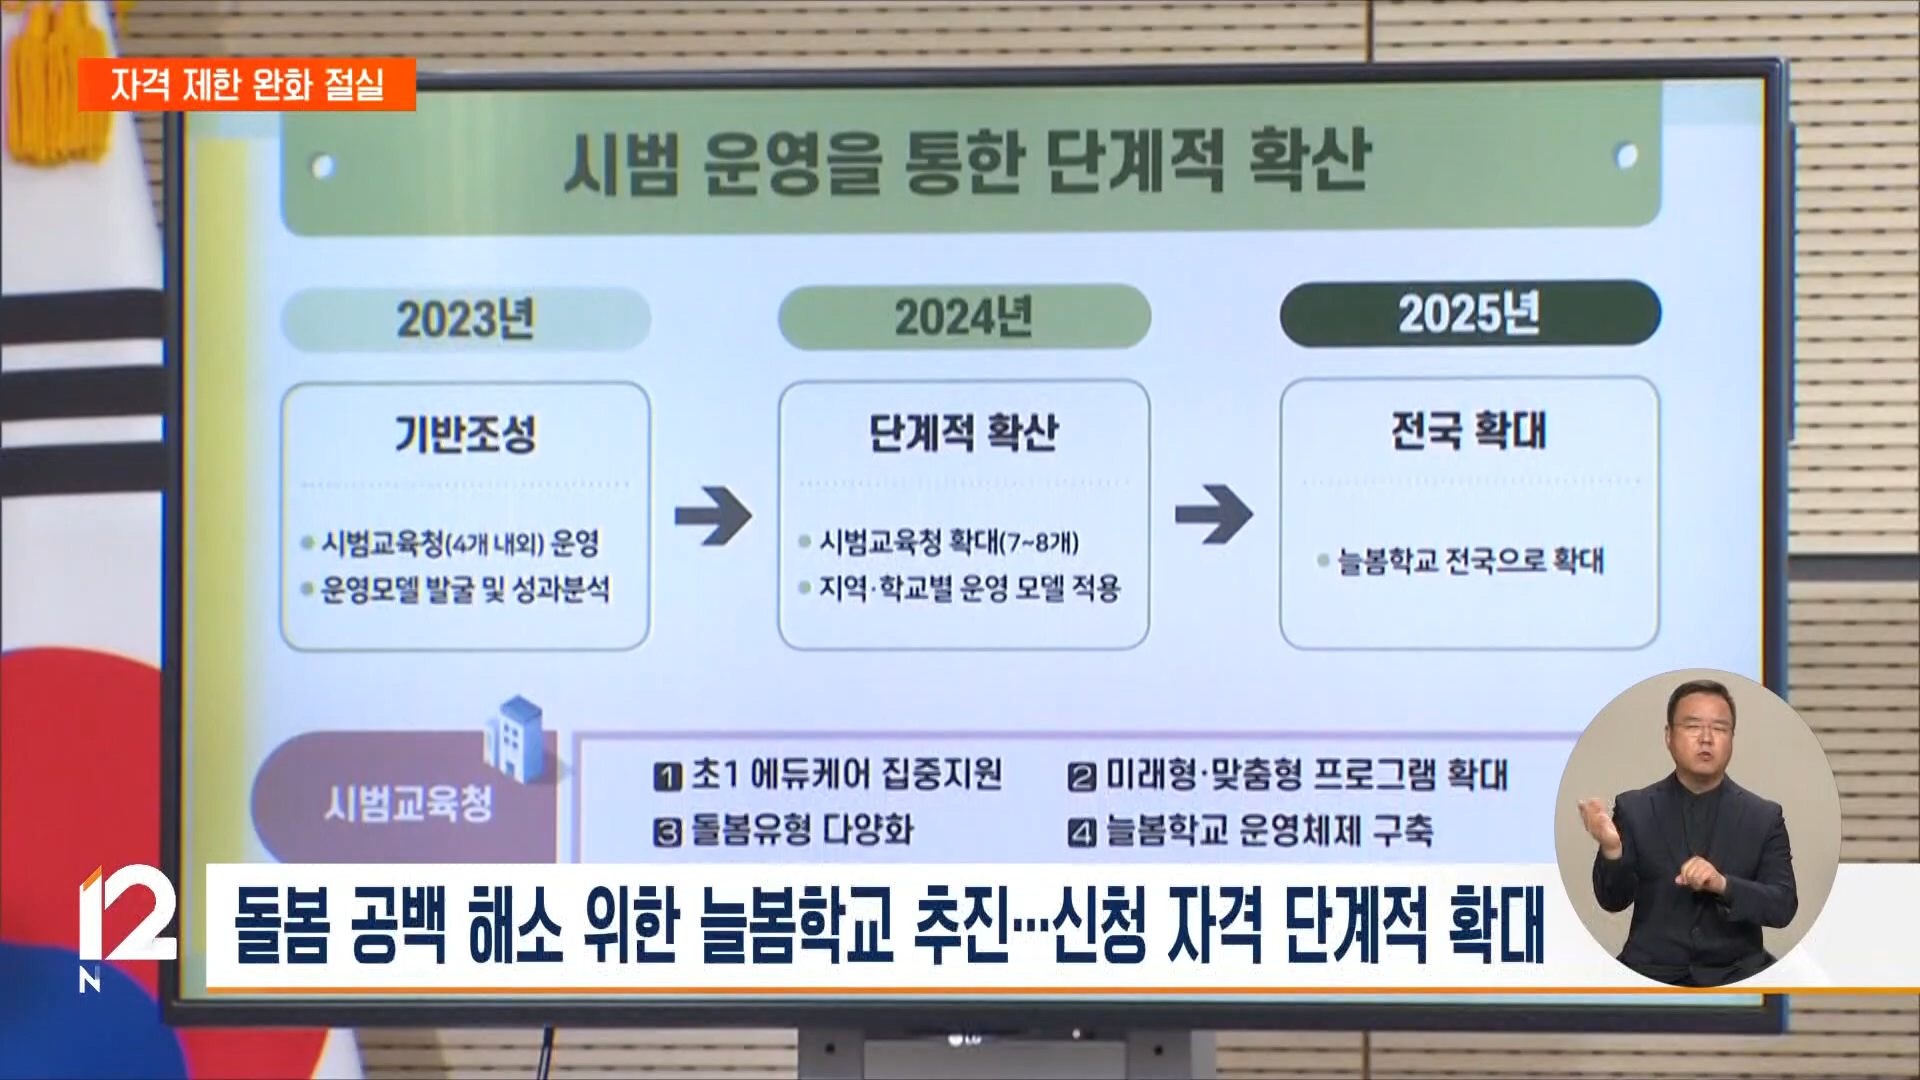 자격 제한 완화 절실
시범 운영을 통한 단계적 확산
2023년
2024년
2025년
기반조성
단계적 확산
전국 확대
시범교육청(4개 내외) 운영
운영모델 발굴 및 성과분석
시범교육청 확대(7~8개)
지역·학교별 운영 모델 적용
늘봄학교 전국으로 확대
시범교육청
1 초1 에듀케어 집중지원
2 미래형·맞춤형 프로그램 확대
3 돌봄유형 다양화
4 늘봄학교 운영체제 구축
12
N
돌봄 공백 해소 위한 늘봄학교 추진…신청 자격 단계적 확대
LG